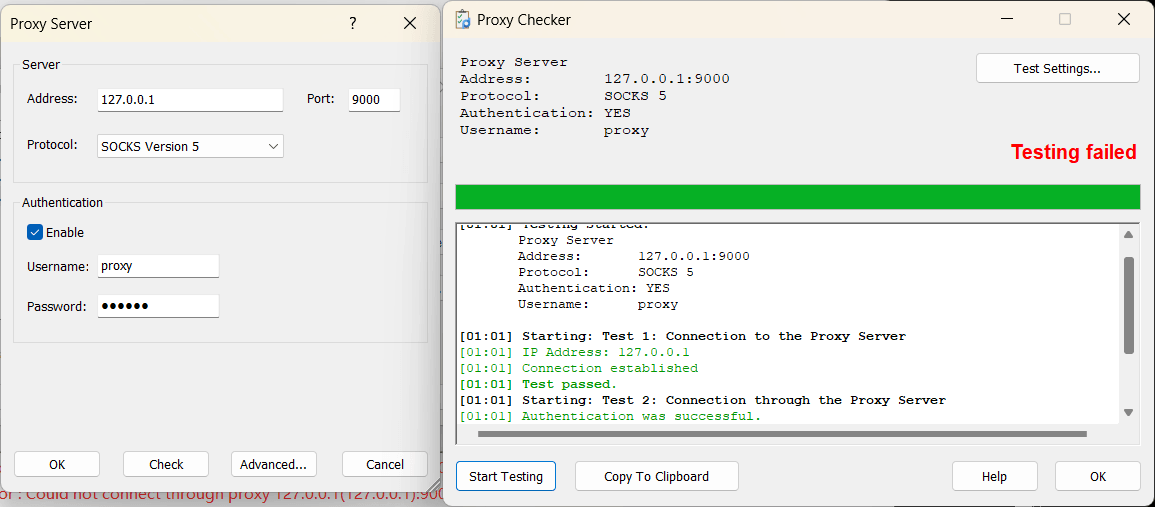 Proxy Server
?
Server
Address: 127.0.0.1 Port: 9000
Protocol: SOCKS Version 5
Authentication
Enable
Username: proxy
Password: ●●●●●●
OK Check Advanced... Cancel
or : Could not connect through proxy 127.0.0.1(127.0.0.1):900
Proxy Checker
Proxy Server
Address: 127.0.0.1:9000
Protocol: SOCKS 5
Authentication: YES
Username: proxy
Test Settings...
Testing failed
[01:01] Testing Started.
Proxy Server
Address: 127.0.0.1:9000
Protocol: SOCKS 5
Authentication: YES
Username: proxy
[01:01] Starting: Test 1: Connection to the Proxy Server
[01:01] IP Address: 127.0.0.1
[01:01] Connection established
[01:01] Test passed.
[01:01] Starting: Test 2: Connection through the Proxy Server
[01:01] Authentication was successful.
Start Testing Copy To Clipboard Help OK